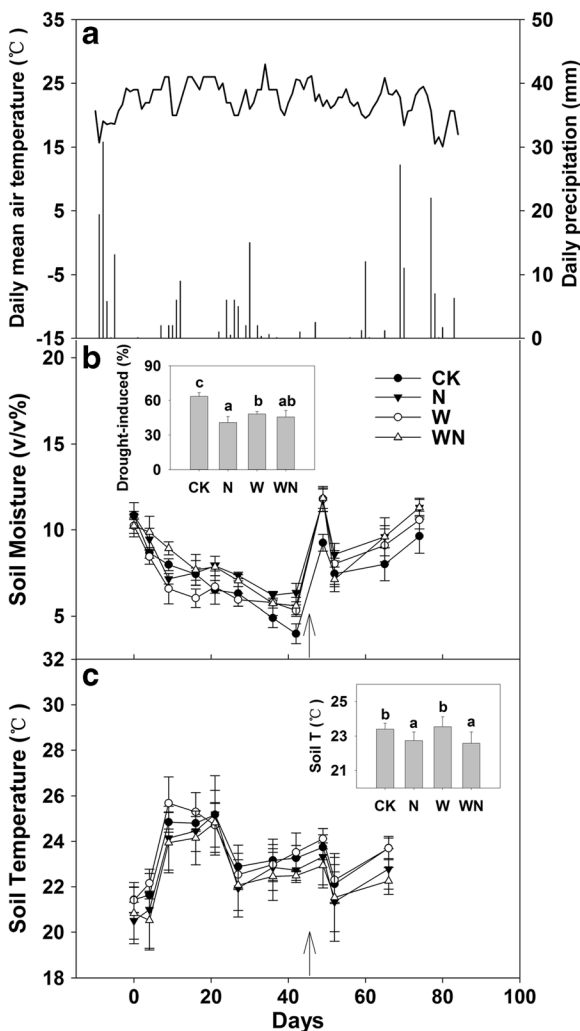 a
Daily mean air temperature (℃)
35
25
15
5
-5
-15
Daily precipitation (mm)
50
40
30
20
10
0
b
Soil Moisture (v/v%)
20
15
10
5
Drought-induced (%)
90
60
30
0
c
a
b
ab
CK
N
W
WN
CK
N
W
WN
c
Soil Temperature (℃)
32
30
28
26
24
22
20
18
Soil T (℃)
23
21
b
a
b
a
CK
N
W
WN
0
20
40
60
80
100
Days